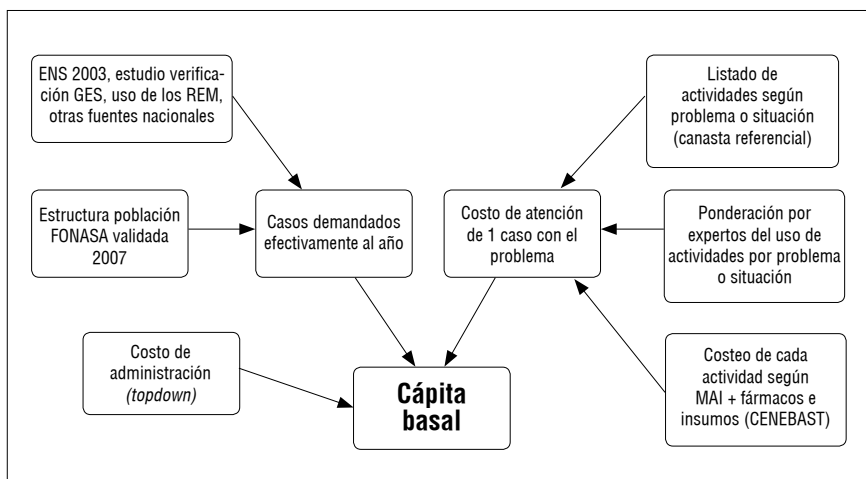 ENS 2003, estudio verifica-
ción GES, uso de los REM,
otras fuentes nacionales
Estructura población
FONASA validada
2007
Casos demandados
efectivamente al año
Costo de
administración
(topdown)
Cápita
basal
Costo de atención
de 1 caso con el
problema
Listado de
actividades según
problema o situación
(canasta referencial)
Ponderación por
expertos del uso de
actividades por problema
o situación
Costeo de cada
actividad según
MAI + fármacos e
insumos (CENEBAST)